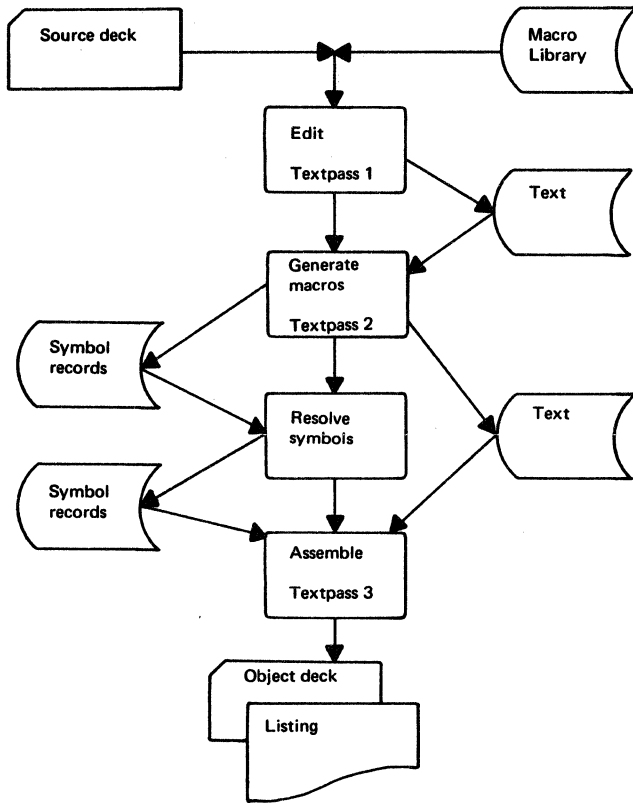 Source deck
Macro
Library
Edit
Textpass 1
Text
Generate
macros
Textpass 2
Symbol
records
Resolve
symbols
Text
Symbol
records
Assemble
Textpass 3
Object deck
Listing